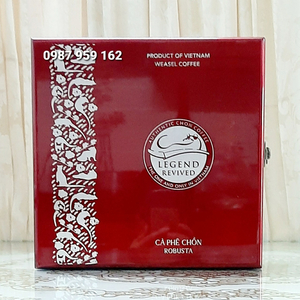 0987 959 162
PRODUCT OF VIETNAM
WEASEL COFFEE
AUTHENTIC CHON COFFEE
LEGEND
REVIVED
THE ONE AND ONLY IN VIETNAM
CÀ PHÊ CHỒN
ROBUSTA